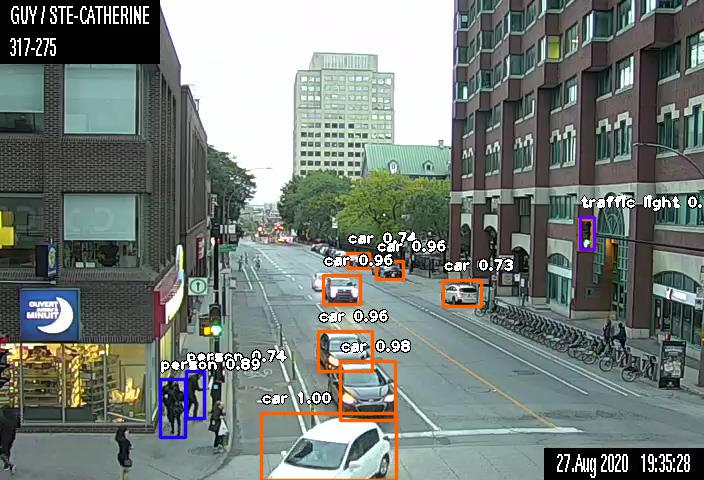 GUY / STE-CATHERINE
317-275
traffic light 0.
car 0.74
car 0.96
car 0.96
car 0.73
car 0.96
car 0.98
person 0.74
person 0.89
car 1.00
OUVERT
MINUIT
27.Aug 2020 19:35:28